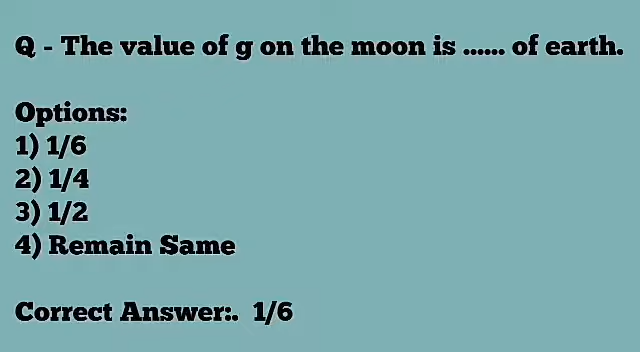 Q - The value of g on the moon is ...... of earth.
Options:
1) 1/6
2) 1/4
3) 1/2
4) Remain Same
Correct Answer:.  1/6